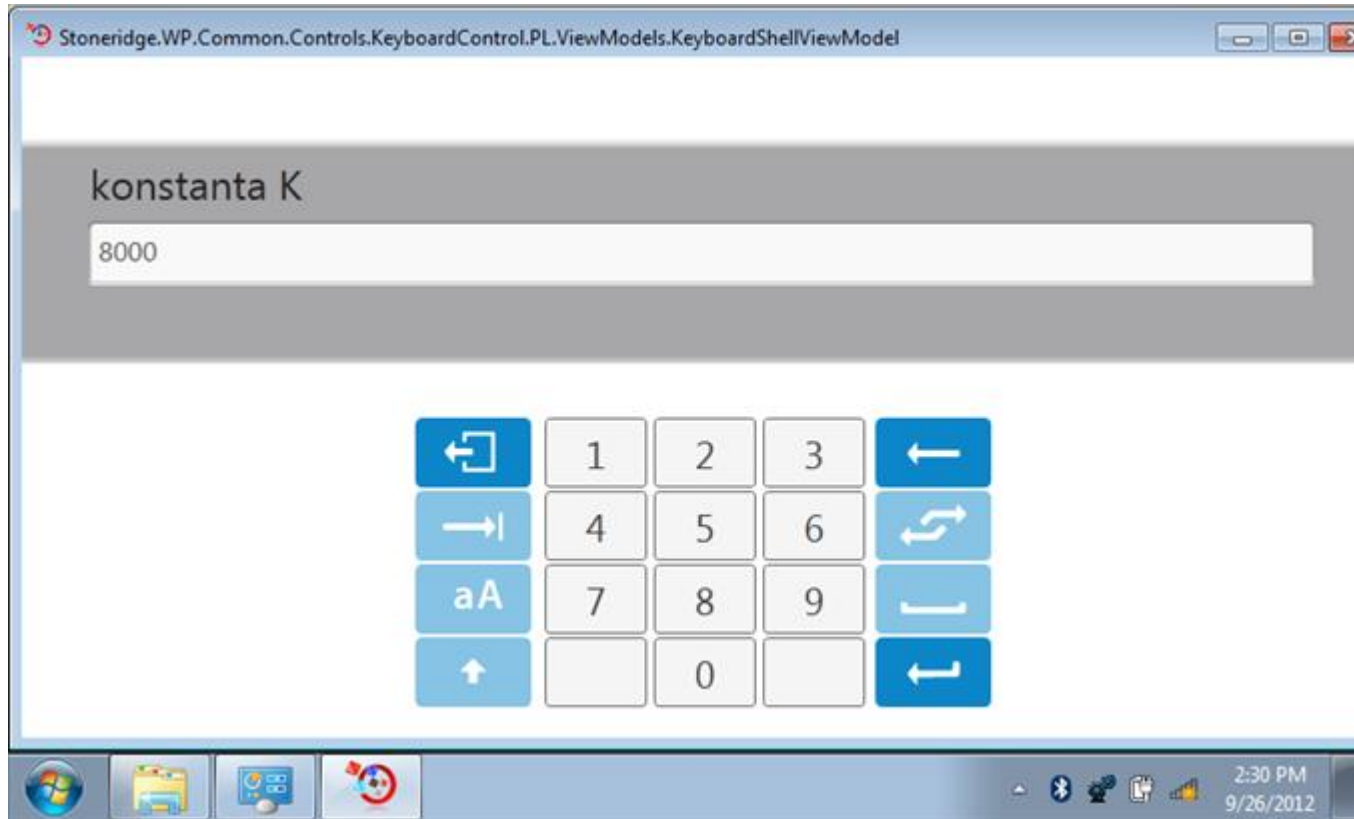 Stoneridge.WP.Common.Controls.KeyboardControl.PL.ViewModels.KeyboardShellViewModel
konstanta K
8000
1 2 3
4 5 6
aA 7 8 9
0
2:30 PM
9/26/2012